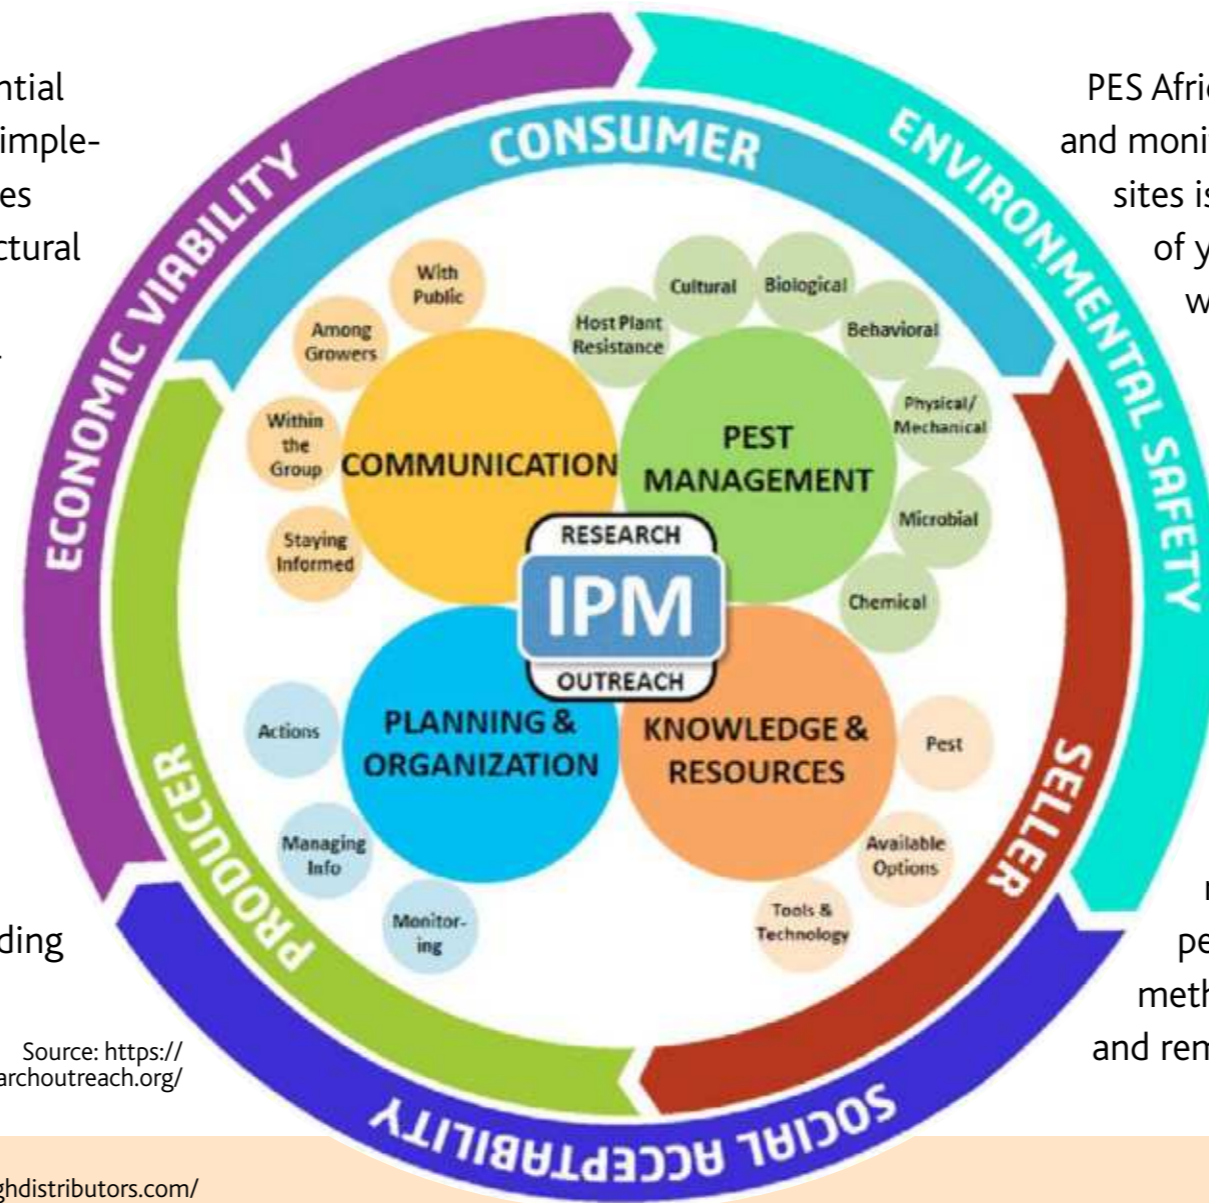 ntial
imple-
es
ctural
ding
Source: https://
archoutreach.org/
ghdistributors.com/
PES Afric
and monit
sites is
of y
w
pe
meth
and rem
ECONOMIC VIABILITY
ENVIRONMENTAL SAFETY
SOCIAL ACCEPTABILITY
CONSUMER
SELLER
PRODUCER
With
Public
Among
Growers
Within
the
Group
Staying
Informed
COMMUNICATION
Host Plant
Resistance
Cultural
Biological
Behavioral
Physical/
Mechanical
Microbial
Chemical
PEST
MANAGEMENT
RESEARCH
IPM
OUTREACH
PLANNING &
ORGANIZATION
Actions
Managing
Info
Monitor-
ing
KNOWLEDGE &
RESOURCES
Pest
Available
Options
Tools &
Technology